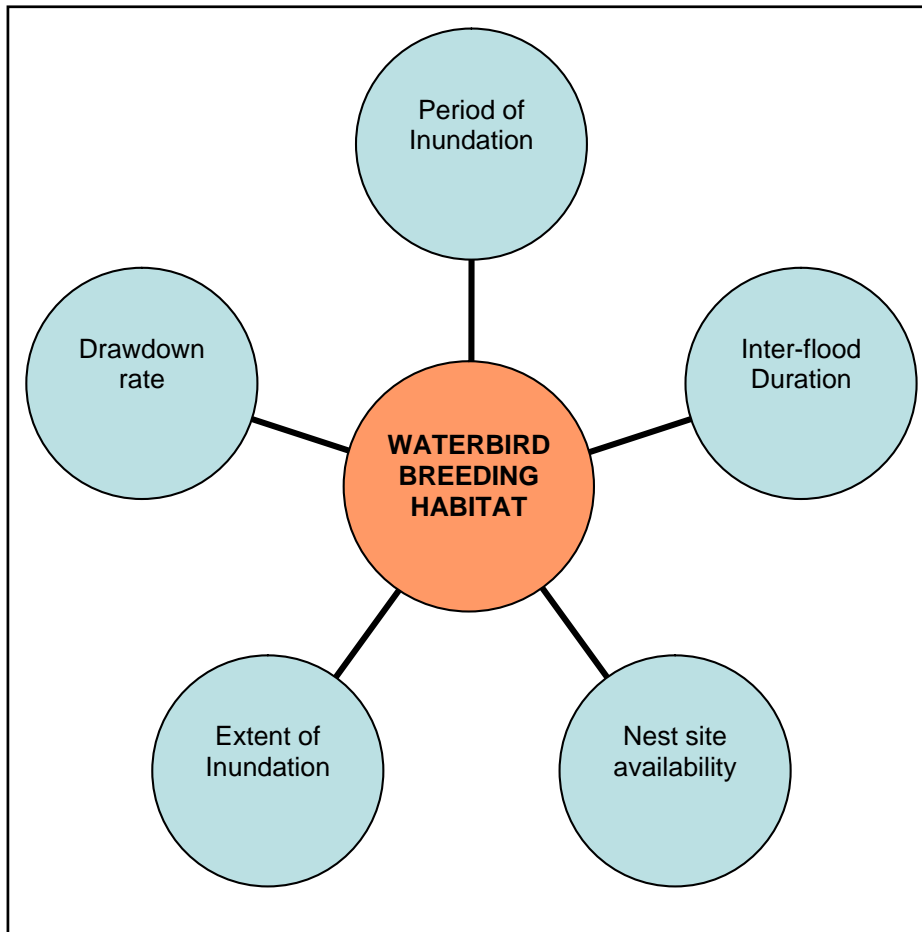 Period of
Inundation
Drawdown
rate
Inter-flood
Duration
WATERBIRD
BREEDING
HABITAT
Extent of
Inundation
Nest site
availability